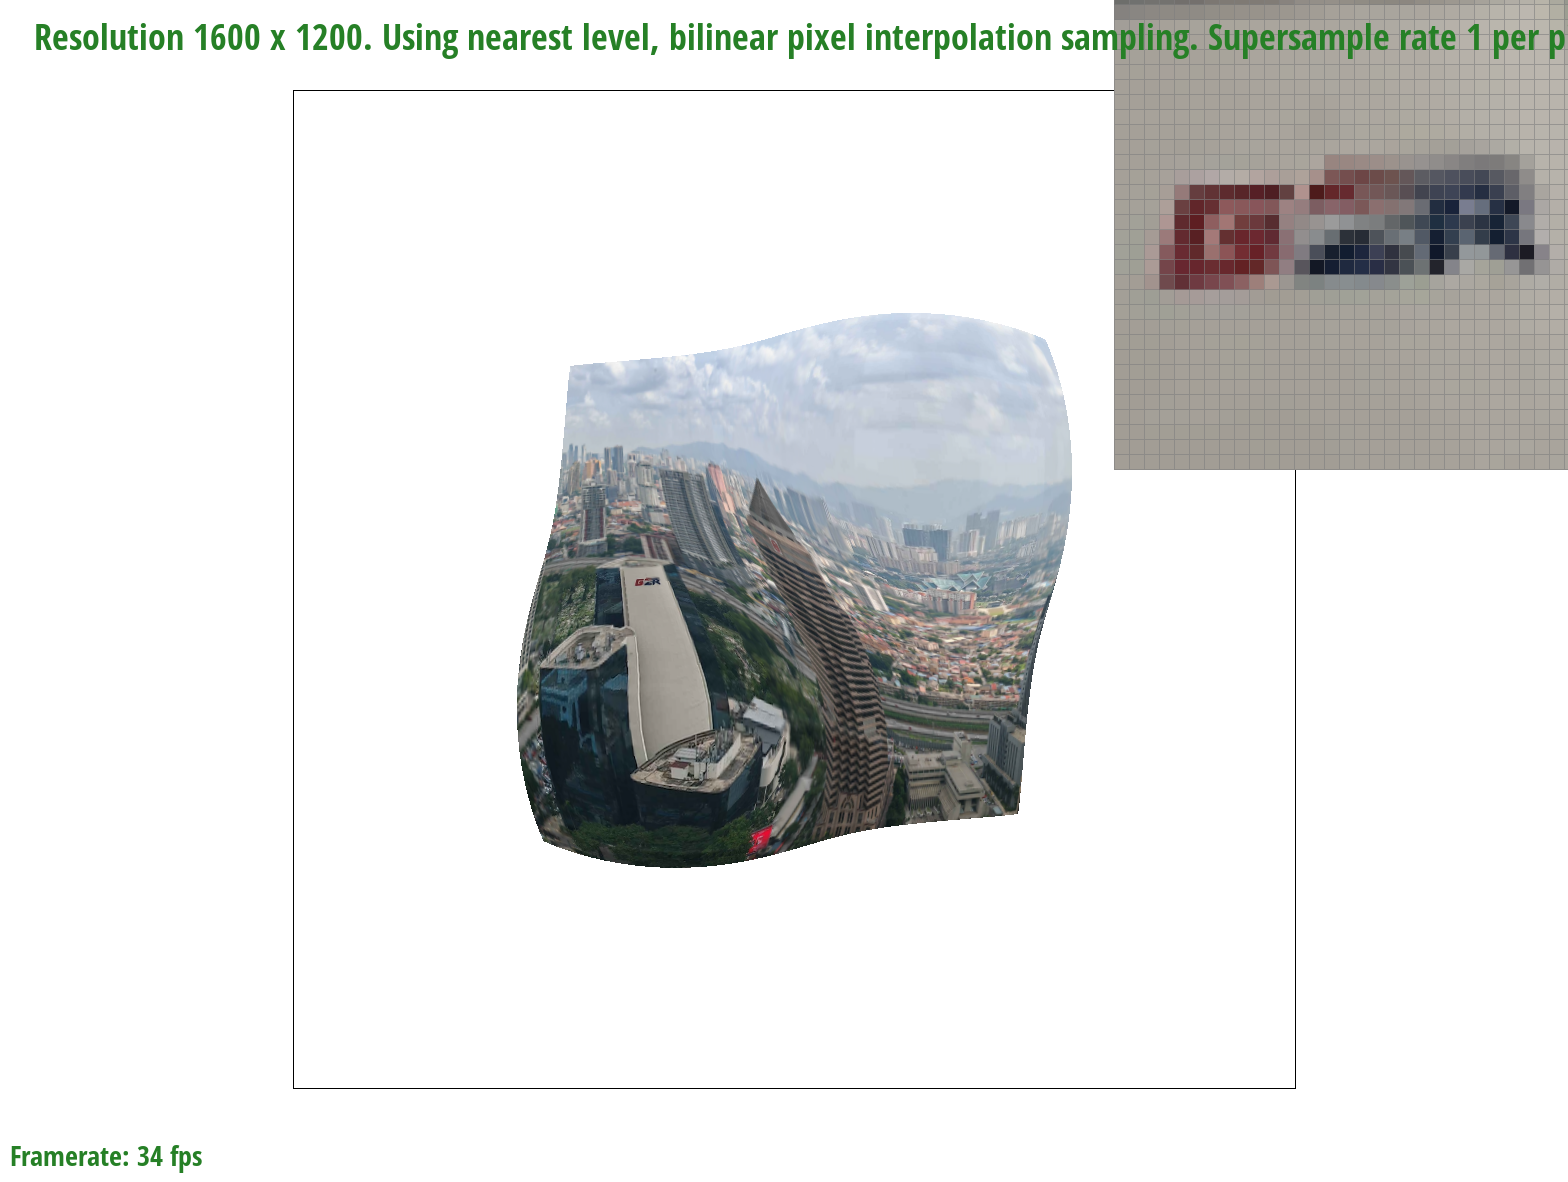 Resolution 1600 x 1200. Using nearest level, bilinear pixel interpolation sampling. Supersample rate 1 per p
Framerate: 34 fps